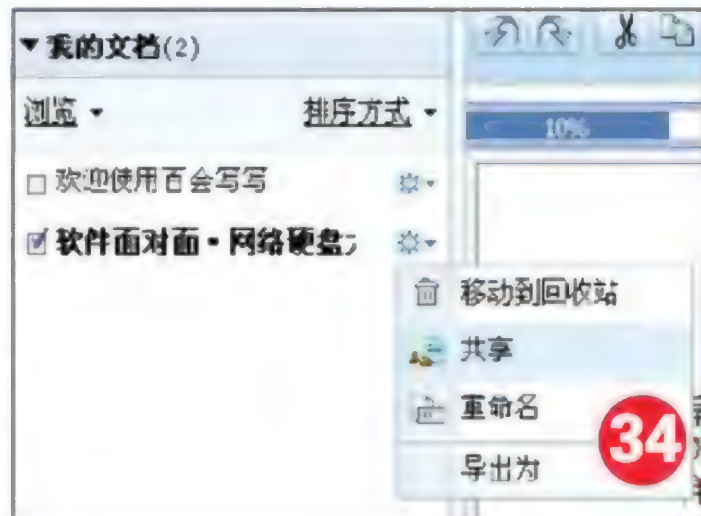 ▼我的文档(2)
浏览 排序方式
10%
欢迎使用百会写写
软件面对面·网络硬盘
移动到回收站
共享
重命名
34
导出为